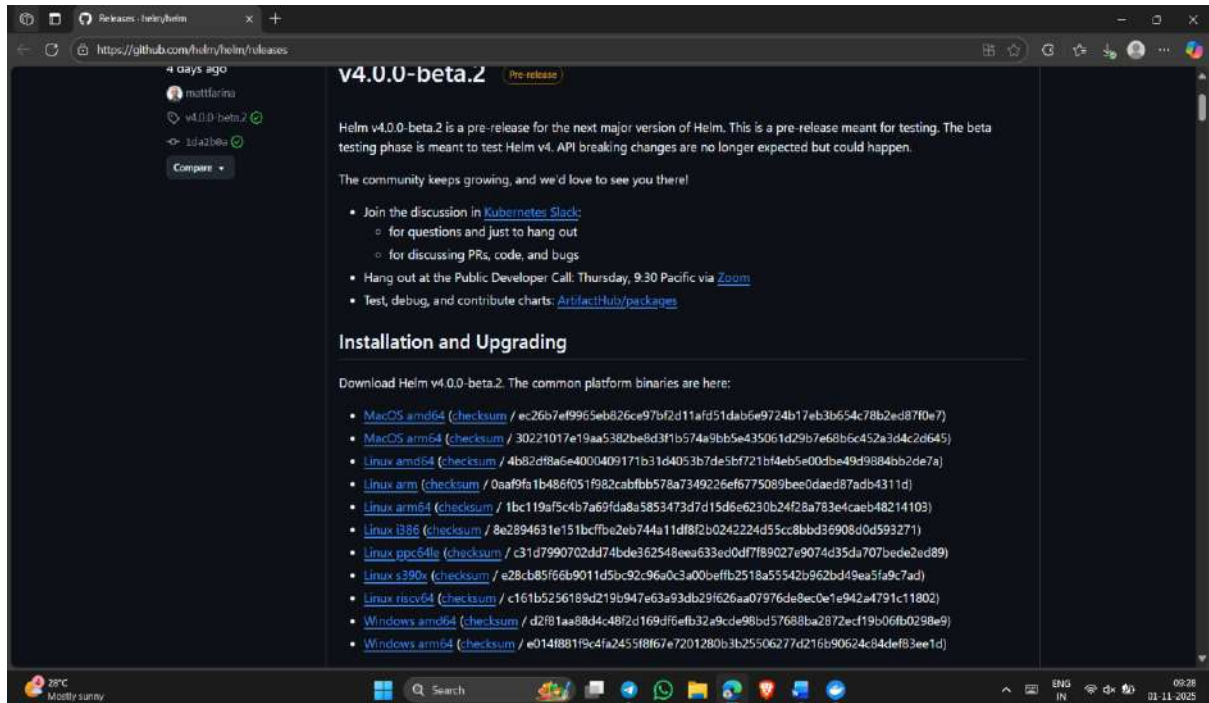 Releases · helm/helm
https://github.com/helm/helm/releases
4 days ago
mattfarina
v4.0.0-beta.2
1da2b0a
Compare
v4.0.0-beta.2 Pre-release
Helm v4.0.0-beta.2 is a pre-release for the next major version of Helm. This is a pre-release meant for testing. The beta
testing phase is meant to test Helm v4. API breaking changes are no longer expected but could happen.
The community keeps growing, and we'd love to see you there!
Join the discussion in Kubernetes Slack:
for questions and just to hang out
for discussing PRs, code, and bugs
Hang out at the Public Developer Call: Thursday, 9:30 Pacific via Zoom
Test, debug, and contribute charts: ArtifactHub/packages
Installation and Upgrading
Download Helm v4.0.0-beta.2. The common platform binaries are here:
MacOS amd64 (checksum / ec26b7ef9965eb826ce97bf2d11afd51dab6e9724b17eb3b654c78b2ed87f0e7)
MacOS arm64 (checksum / 30221017e19aa5382be8d3f1b574a9bb5e435061d29b7e68b6c452a3d4c2d645)
Linux amd64 (checksum / 4b82df8a6e4000409171b31d4053b7de5bf721bf4eb5e00dbe49d9884bb2de7a)
Linux arm (checksum / 0aaf9fa1b486f051f982cabfbb578a7349226ef6775089bee0daed87adb4311d)
Linux arm64 (checksum / 1bc119af5c4b7a69fda8a5853473d7d15d6e6230b24f28a783e4caeb48214103)
Linux i386 (checksum / 8e2894631e151bcffbe2eb744a11df8f2b0242224d55cc8bbd36908d0d593271)
Linux ppc64le (checksum / c31d7990702dd74bde362548eea633ed0df7f89027e9074d35da707bede2ed89)
Linux s390x (checksum / e28cb85f66b9011d5bc92c96a0c3a00beffb2518a55542b962bd49ea5fa9c7ad)
Linux riscv64 (checksum / c161b5256189d219b947e63a93db29f626aa07976de8ec0e1e942a4791c11802)
Windows amd64 (checksum / d2f81aa88d4c48f2d169df6efb32a9cde98bd57688ba2872ecf19b06fb0298e9)
Windows arm64 (checksum / e014f881f9c4fa2455f8f67e7201280b3b25506277d216b90624c84def83ee1d)
28°C
Mostly sunny
Search
ENG
IN
09:28
01-11-2025